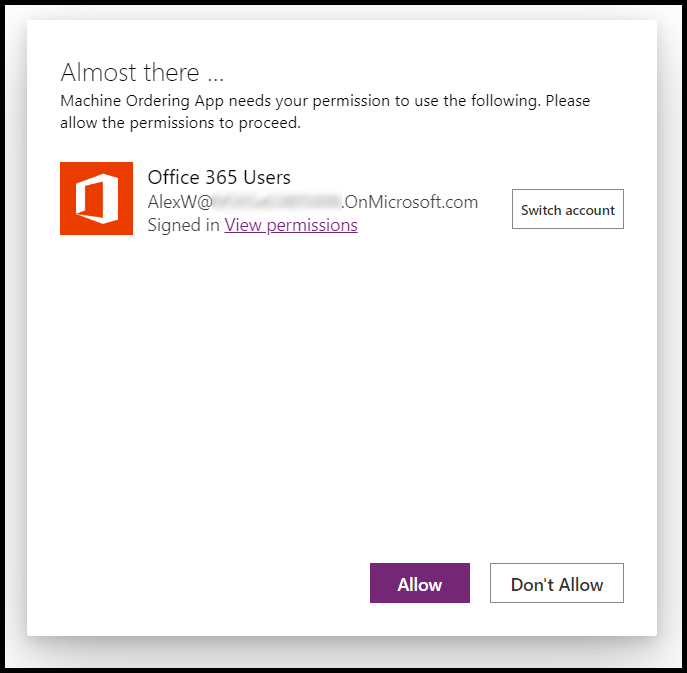 Almost there ...
Machine Ordering App needs your permission to use the following. Please
allow the permissions to proceed.
Office 365 Users
AlexW@ .OnMicrosoft.com
Signed in View permissions
Switch account
Allow
Don't Allow